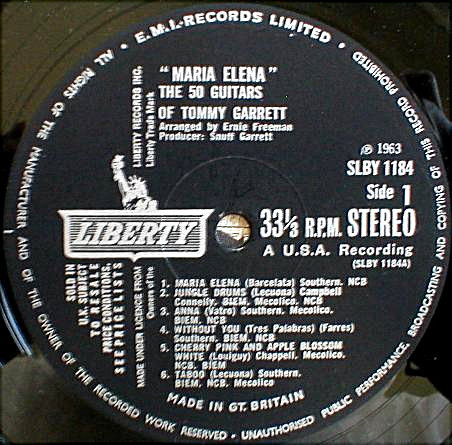 • E.M.I.-RECORDS LIMITED •
ALL RIGHTS OF THE MANUFACTURER AND OF THE OWNER OF THE RECORDED WORK RESERVED • UNAUTHORISED PUBLIC PERFORMANCE, BROADCASTING AND COPYING OF THIS RECORD PROHIBITED
"MARIA ELENA"
THE 50 GUITARS
OF TOMMY GARRETT
Arranged by Ernie Freeman
Producer: Snuff Garrett
LIBERTY RECORDS INC.
Liberty Trade Mark
℗ 1963
SLBY 1184
Side 1
LIBERTY
33⅓ R.P.M. STEREO
A U.S.A. Recording
(SLBY 1184A)
SOLD IN
U.K. SUBJECT
TO RESALE
PRICE CONDITIONS,
SEE PRICE LISTS
MADE UNDER LICENCE FROM
Owners of the
1. MARIA ELENA (Barcelata) Southern. NCB
2. JUNGLE DRUMS (Lecuona) Campbell
Connelly. BIEM, Mecolico, NCB
3. ANNA (Vatro) Southern. Mecolico.
BIEM. NCB
4. WITHOUT YOU (Tres Palabras) (Farres)
Southern. BIEM. NCB
5. CHERRY PINK AND APPLE BLOSSOM
WHITE (Louiguy) Chappell. Mecolico.
NCB. BIEM
6. TABOO (Lecuona) Southern.
BIEM, NCB, Mecolico
MADE IN GT. BRITAIN